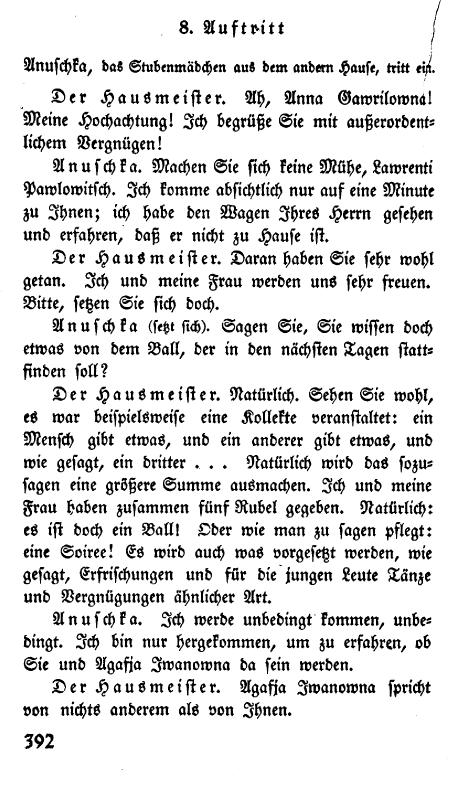 8. Auftritt
Anuschka, das Stubenmädchen aus dem andern Hause, tritt ein.
Der Hausmeister. Ah, Anna Gawrilowna!
Meine Hochachtung! Ich begrüße Sie mit außerordent-
lichem Vergnügen!
Anuschka. Machen Sie sich keine Mühe, Lawrenti
Pawlowitsch. Ich komme absichtlich nur auf eine Minute
zu Ihnen; ich habe den Wagen Ihres Herrn gesehen
und erfahren, daß er nicht zu Hause ist.
Der Hausmeister. Daran haben Sie sehr wohl
getan. Ich und meine Frau werden uns sehr freuen.
Bitte, setzen Sie sich doch.
Anuschka (setzt sich). Sagen Sie, Sie wissen doch
etwas von dem Ball, der in den nächsten Tagen statt-
finden soll?
Der Hausmeister. Natürlich. Sehen Sie wohl,
es war beispielsweise eine Kollekte veranstaltet: ein
Mensch gibt etwas, und ein anderer gibt etwas, und
wie gesagt, ein dritter . . . Natürlich wird das sozu-
sagen eine größere Summe ausmachen. Ich und meine
Frau haben zusammen fünf Rubel gegeben. Natürlich:
es ist doch ein Ball! Oder wie man zu sagen pflegt:
eine Soiree! Es wird auch was vorgesetzt werden, wie
gesagt, Erfrischungen und für die jungen Leute Tänze
und Vergnügungen ähnlicher Art.
Anuschka. Ich werde unbedingt kommen, unbe-
dingt. Ich bin nur hergekommen, um zu erfahren, ob
Sie und Agafja Iwanowna da sein werden.
Der Hausmeister. Agafja Iwanowna spricht
von nichts anderem als von Ihnen.
392